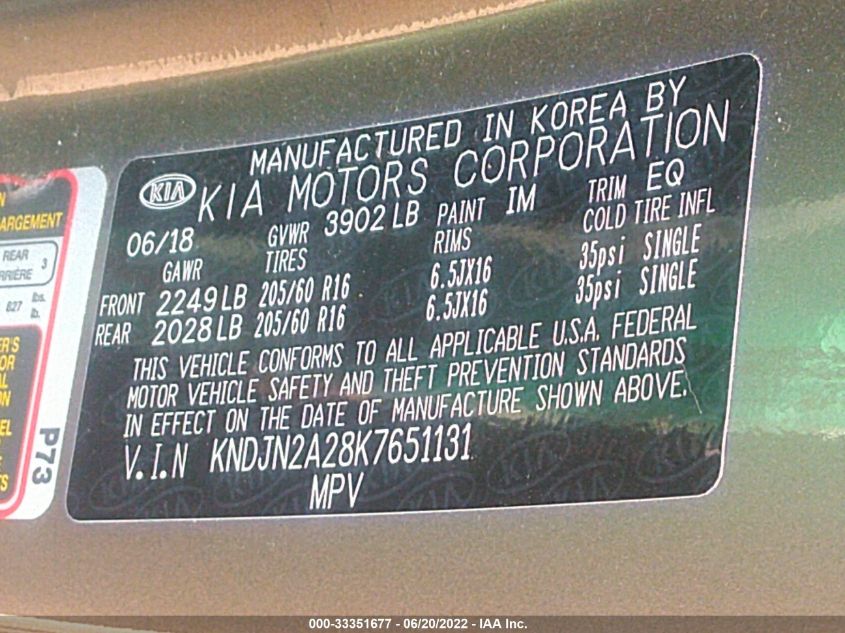 MANUFACTURED IN KOREA BY
KIA KIA MOTORS CORPORATION
06/18 GVWR 3902 LB PAINT IM TRIM EQ
GAWR TIRES RIMS COLD TIRE INFL
FRONT 2249 LB 205/60 R16 6.5JX16 35psi SINGLE
REAR 2028 LB 205/60 R16 6.5JX16 35psi SINGLE
THIS VEHICLE CONFORMS TO ALL APPLICABLE U.S.A. FEDERAL
MOTOR VEHICLE SAFETY AND THEFT PREVENTION STANDARDS
IN EFFECT ON THE DATE OF MANUFACTURE SHOWN ABOVE.
V.I.N KNDJN2A28K7651131
MPV
REAR 3
827 lbs.
lb.
P73
000-33351677 - 06/20/2022 - IAA Inc.